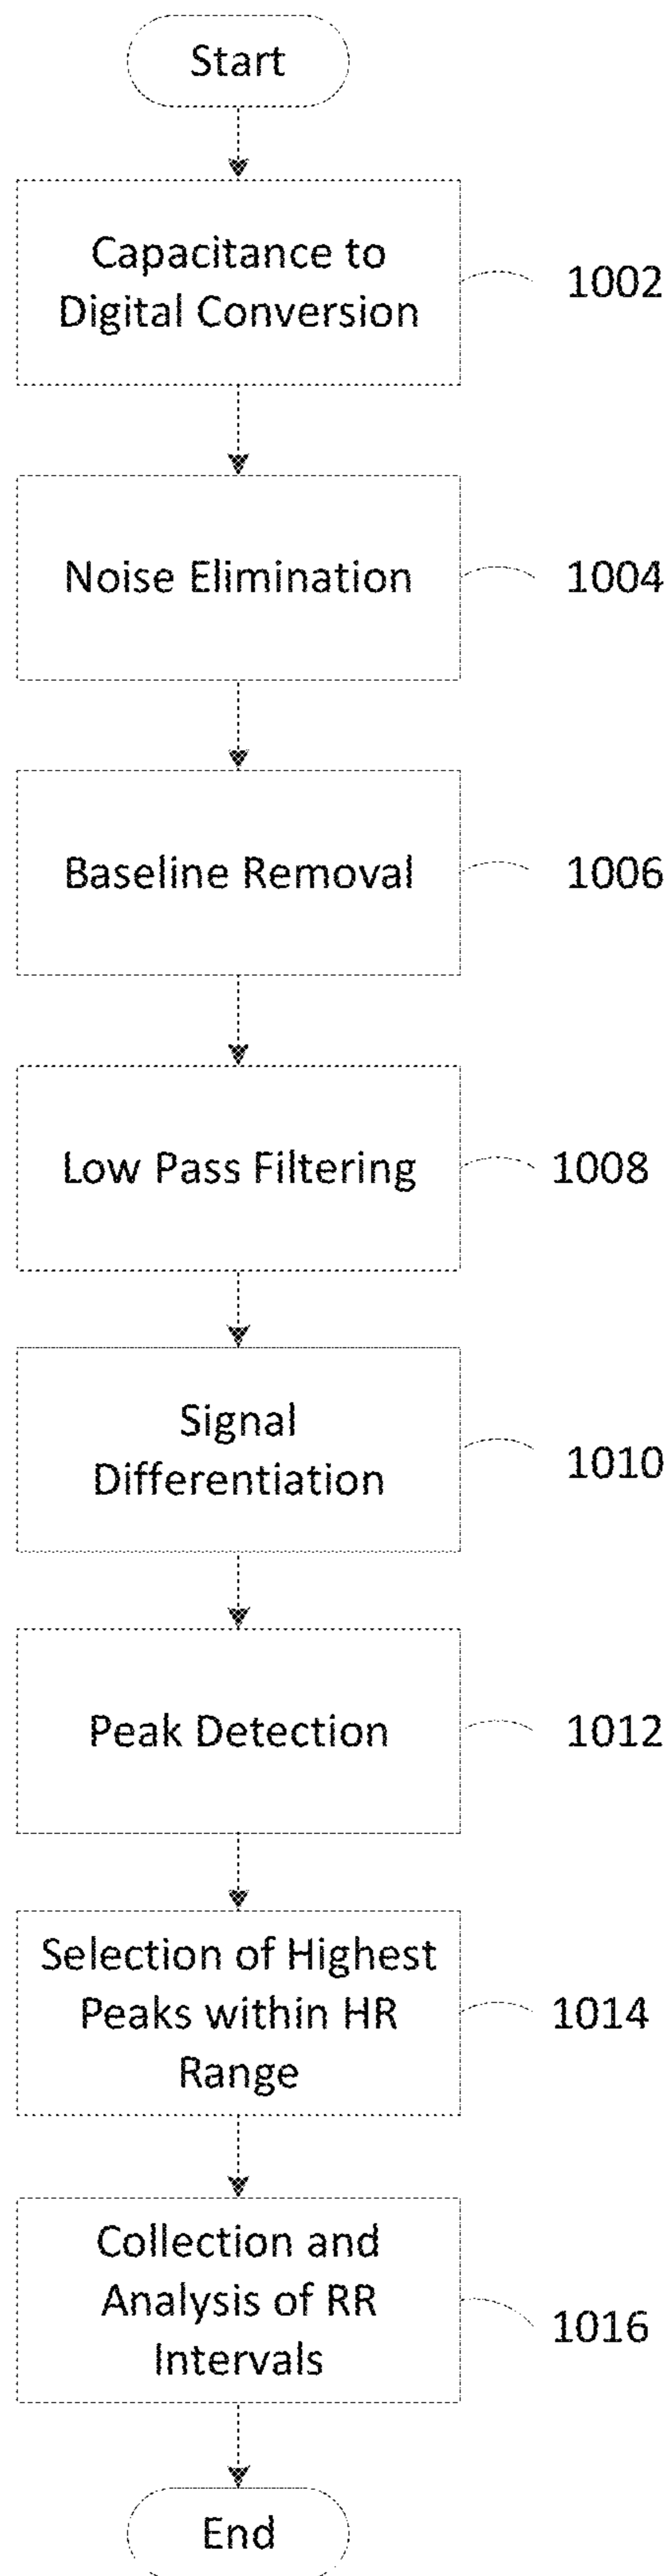 Start
Capacitance to
Digital Conversion
1002
Noise Elimination
1004
Baseline Removal
1006
Low Pass Filtering
1008
Signal
Differentiation
1010
Peak Detection
1012
Selection of Highest
Peaks within HR
Range
1014
Collection and
Analysis of RR
Intervals
1016
End